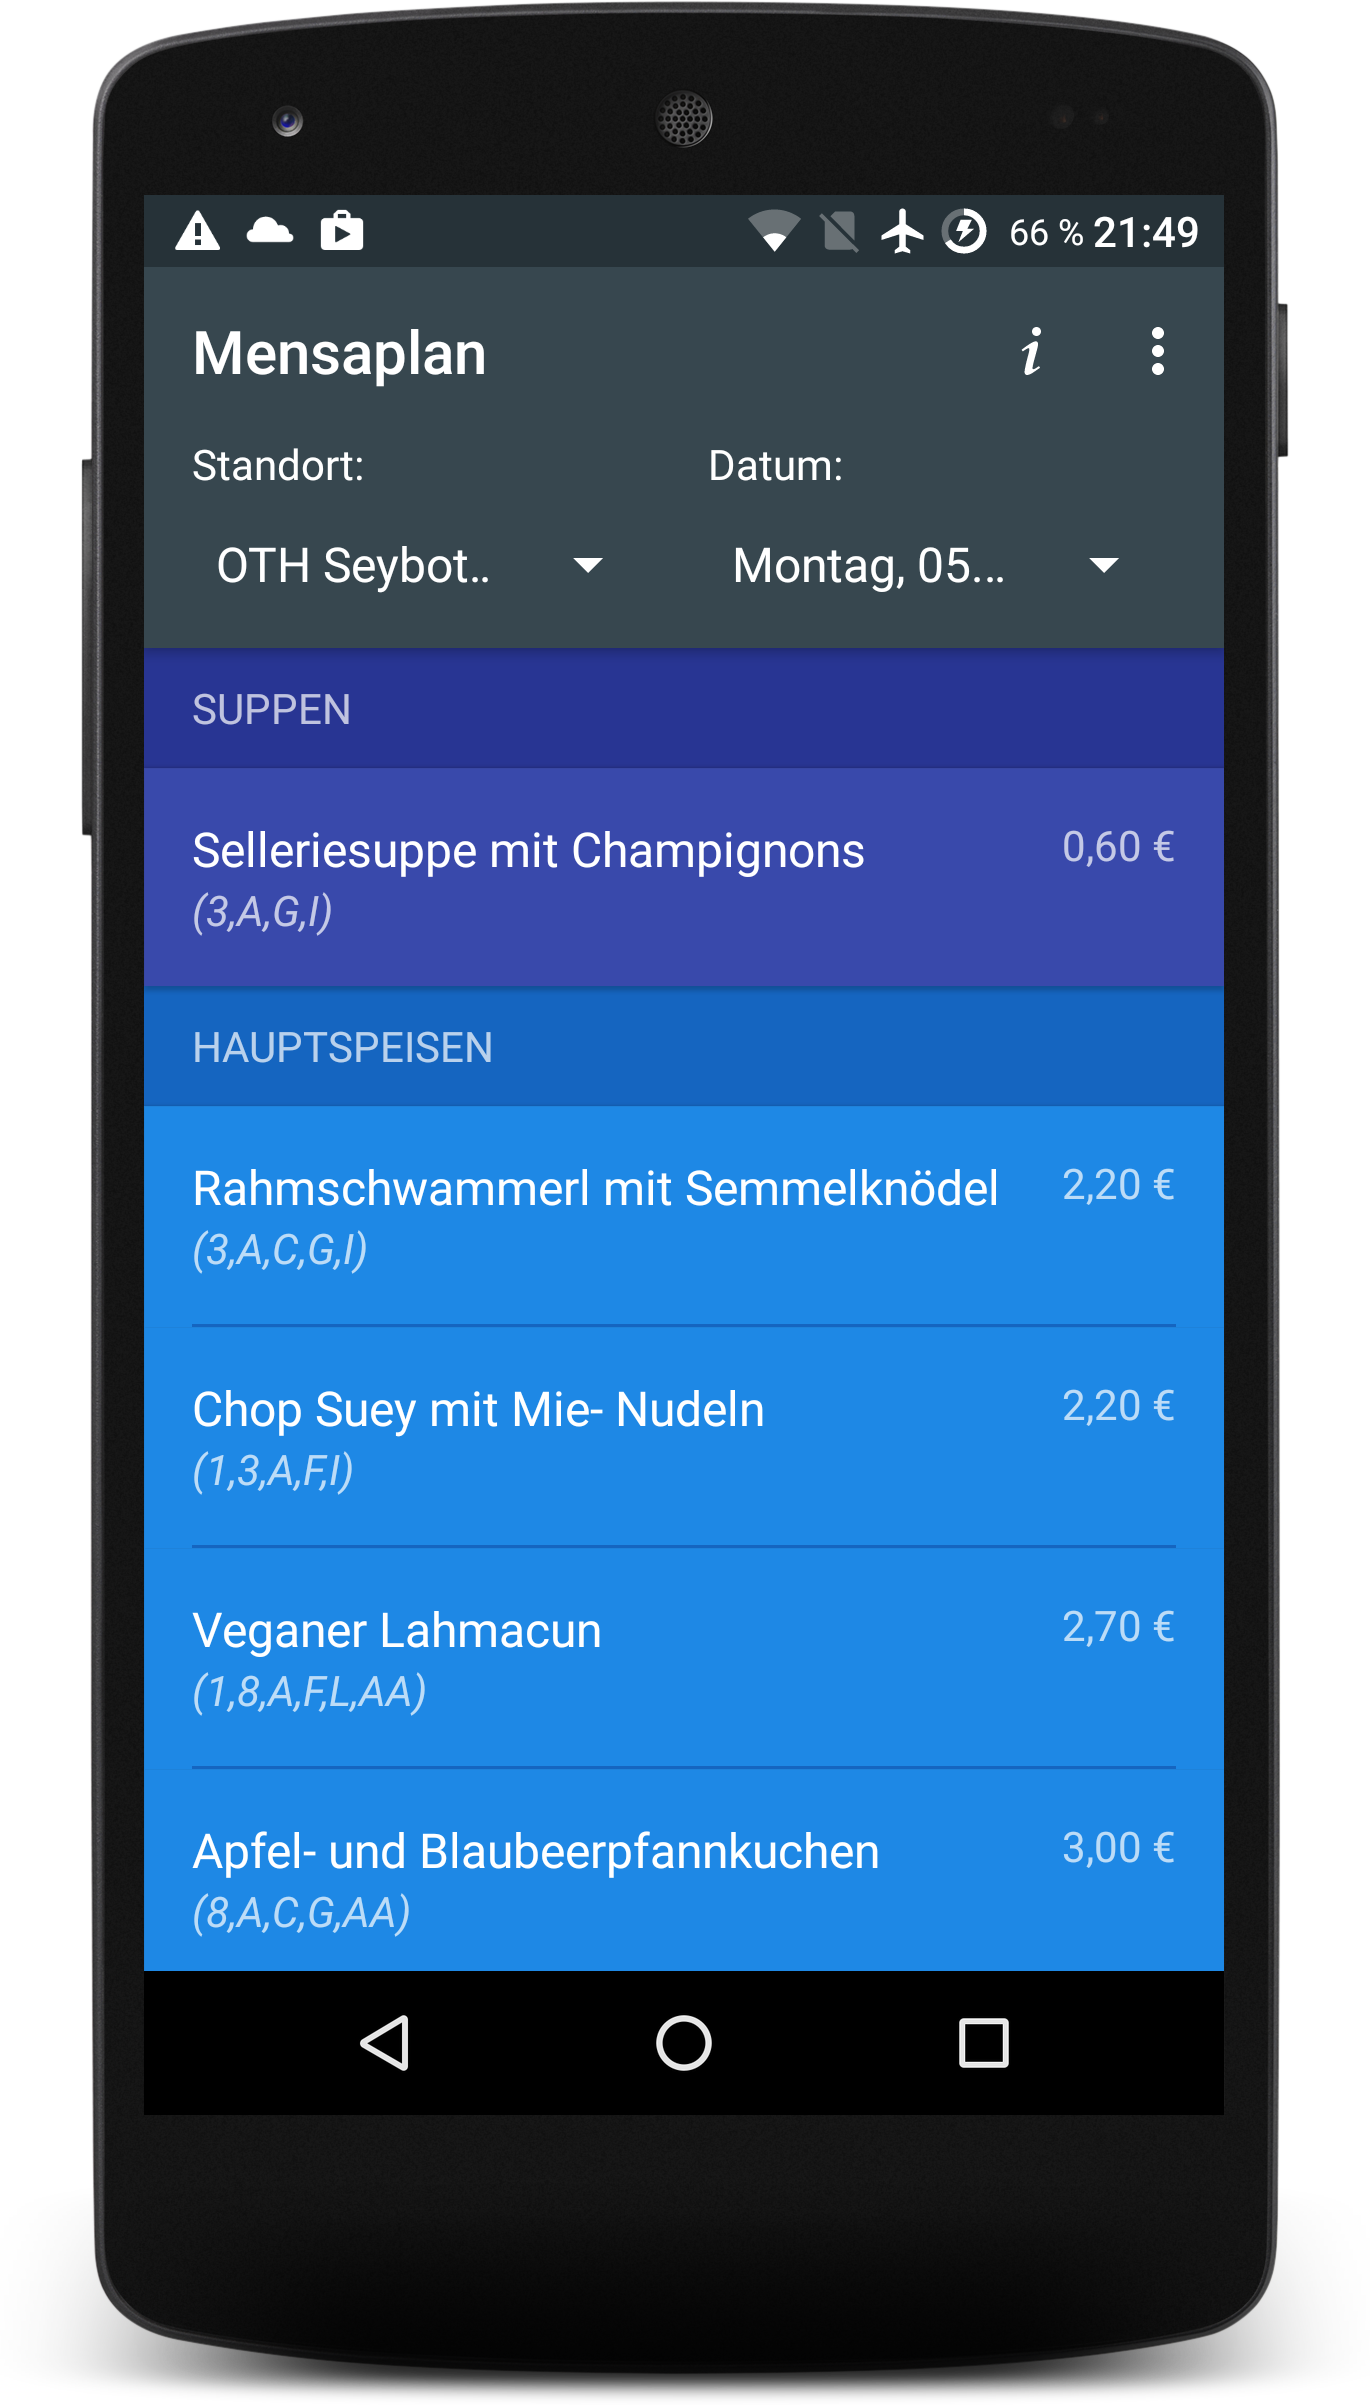 66 % 21:49
Mensaplan
Standort: Datum:
OTH Seybot.. Montag, 05...
SUPPEN
Selleriesuppe mit Champignons 0,60 €
(3,A,G,I)
HAUPTSPEISEN
Rahmschwammerl mit Semmelknödel 2,20 €
(3,A,C,G,I)
Chop Suey mit Mie- Nudeln 2,20 €
(1,3,A,F,I)
Veganer Lahmacun 2,70 €
(1,8,A,F,L,AA)
Apfel- und Blaubeerpfannkuchen 3,00 €
(8,A,C,G,AA)